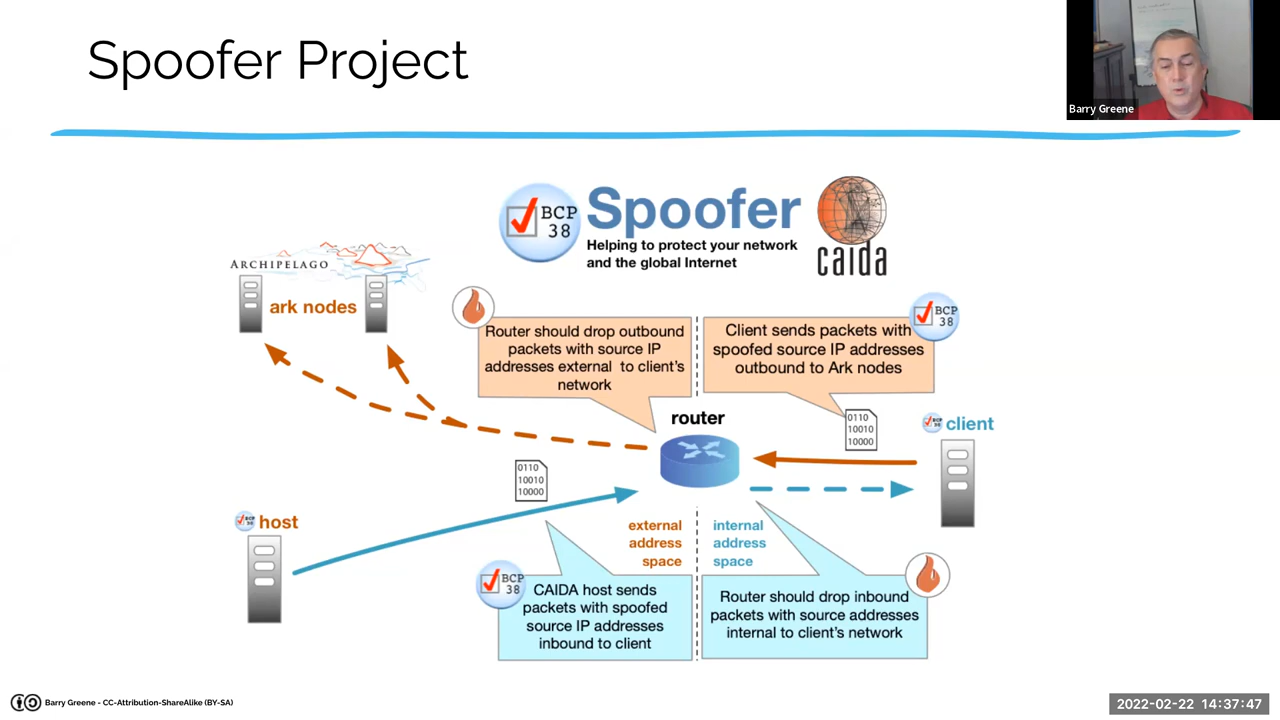 Spoofer Project
Barry Greene
BCP
38
Spoofer
Helping to protect your network
and the global Internet
caida
ARCHIPELAGO
ark nodes
Router should drop outbound
packets with source IP
addresses external to client's
network
Client sends packets with
spoofed source IP addresses
outbound to Ark nodes
BCP
38
router
0110
10010
10000
BCP
38
client
0110
10010
10000
BCP
38
host
external
address
space
internal
address
space
BCP
38
CAIDA host sends
packets with spoofed
source IP addresses
inbound to client
Router should drop inbound
packets with source addresses
internal to client's network
Barry Greene - CC-Attribution-ShareAlike (BY-SA)
2022-02-22 14:37:47